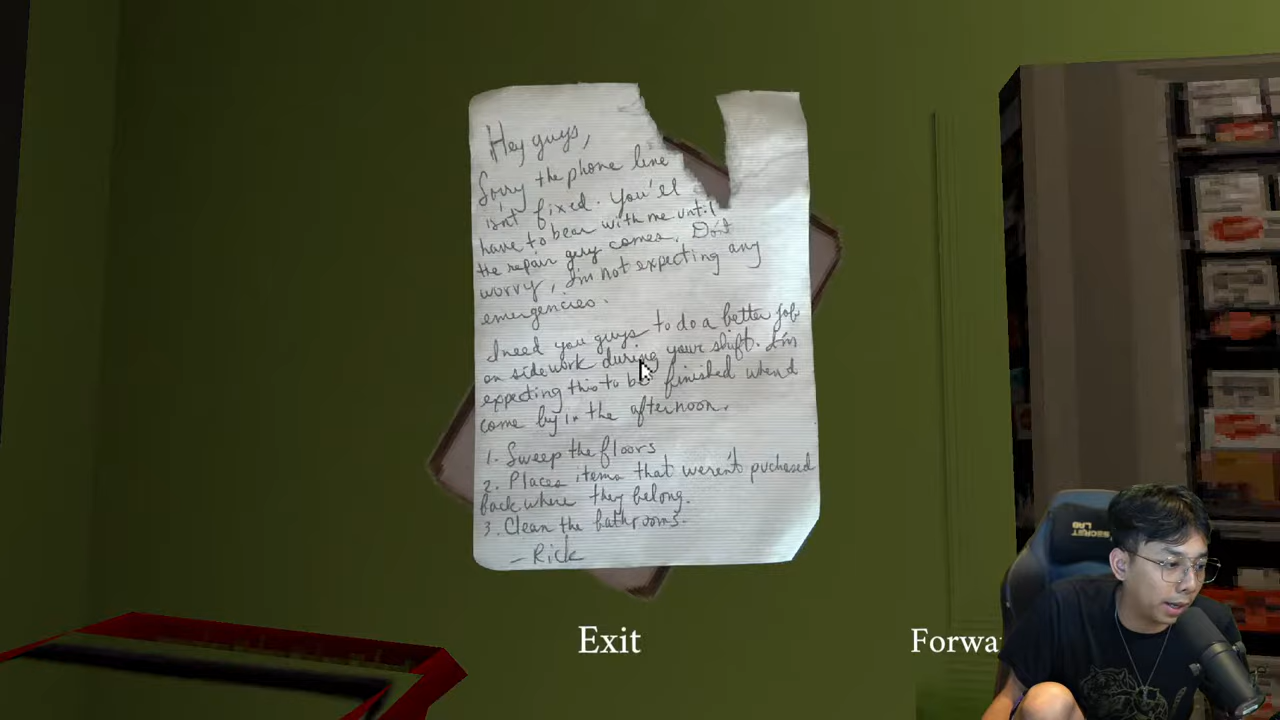 Hey guys,
Sorry the phone line
isn't fixed. You'll
have to bear with me until
the repair guy comes. Don't
worry, I'm not expecting any
emergencies.
I need you guys to do a better job
on sidework during your shift. I'm
expecting this to be finished when I
come by in the afternoon.
1. Sweep the floors
2. Places items that weren't puchased
back where they belong.
3. Clean the bathrooms.
- Rick
Exit
Forwa
SECRET
LAB